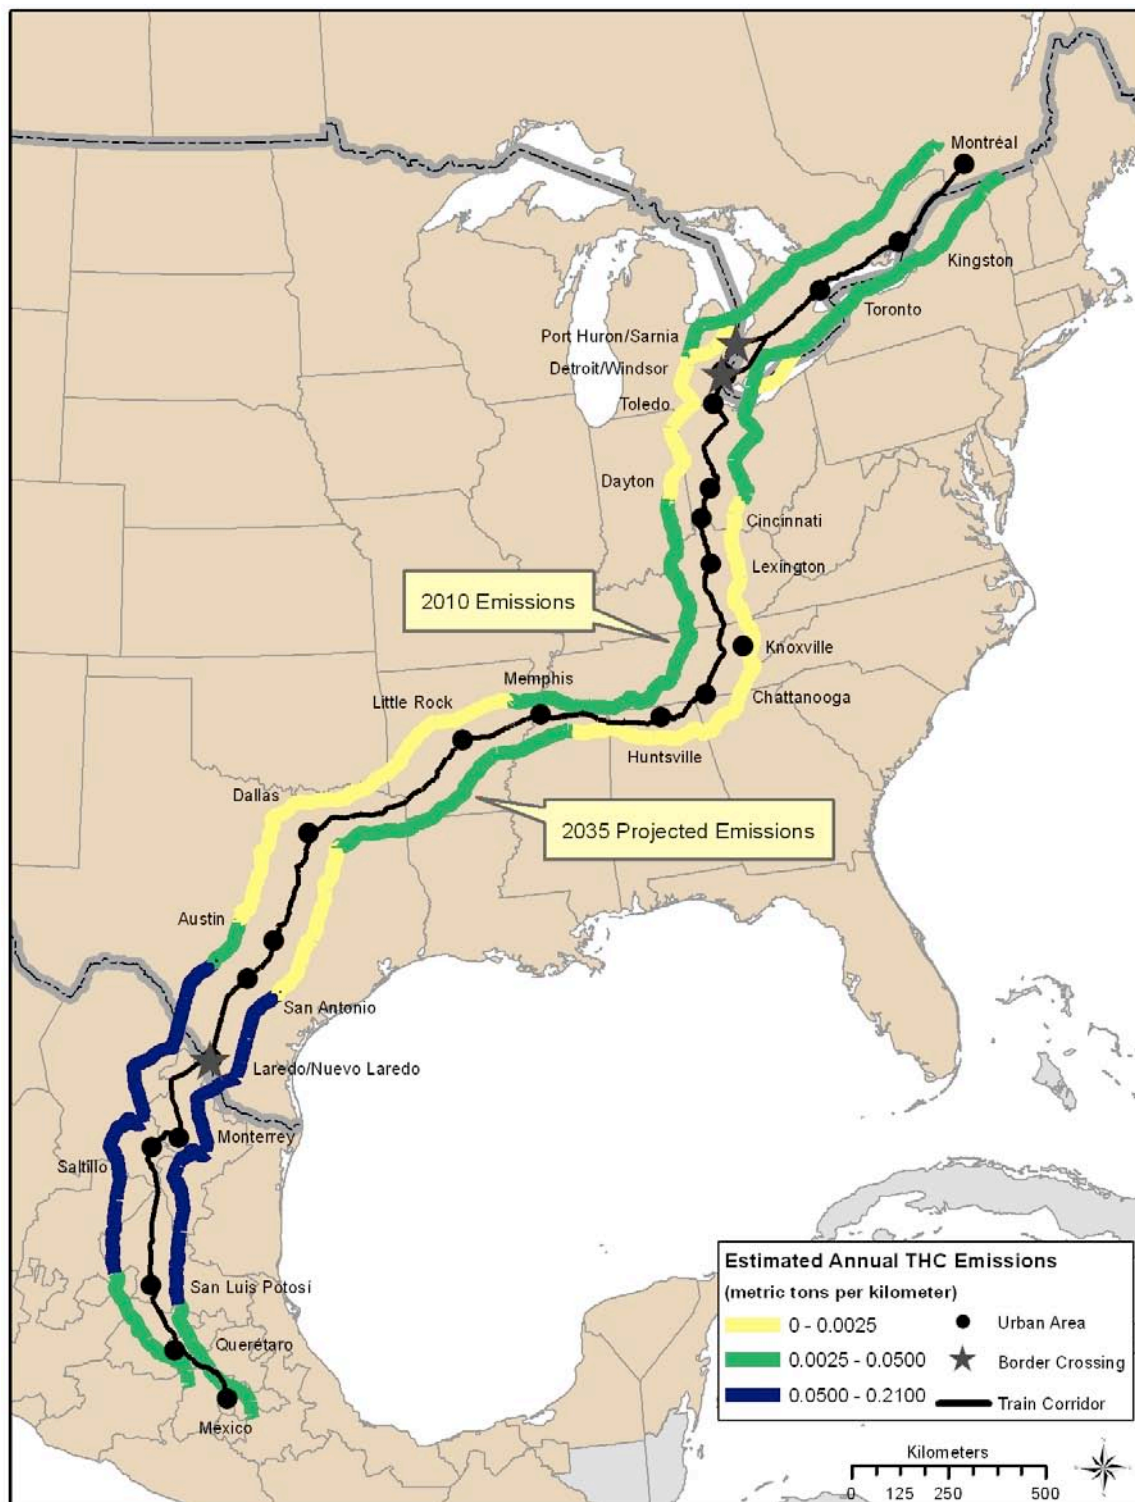 Montréal
Kingston
Toronto
Port Huron/Sarnia
Detroit/Windsor
Toledo
Dayton
Cincinnati
Lexington
2010 Emissions
Knoxville
Memphis
Chattanooga
Little Rock
Huntsville
Dallas
2035 Projected Emissions
Austin
San Antonio
Laredo/Nuevo Laredo
Monterrey
Saltillo
San Luis Potosí
Querétaro
México
Estimated Annual THC Emissions
(metric tons per kilometer)
0 - 0.0025
0.0025 - 0.0500
0.0500 - 0.2100
Urban Area
Border Crossing
Train Corridor
Kilometers
0 125 250 500